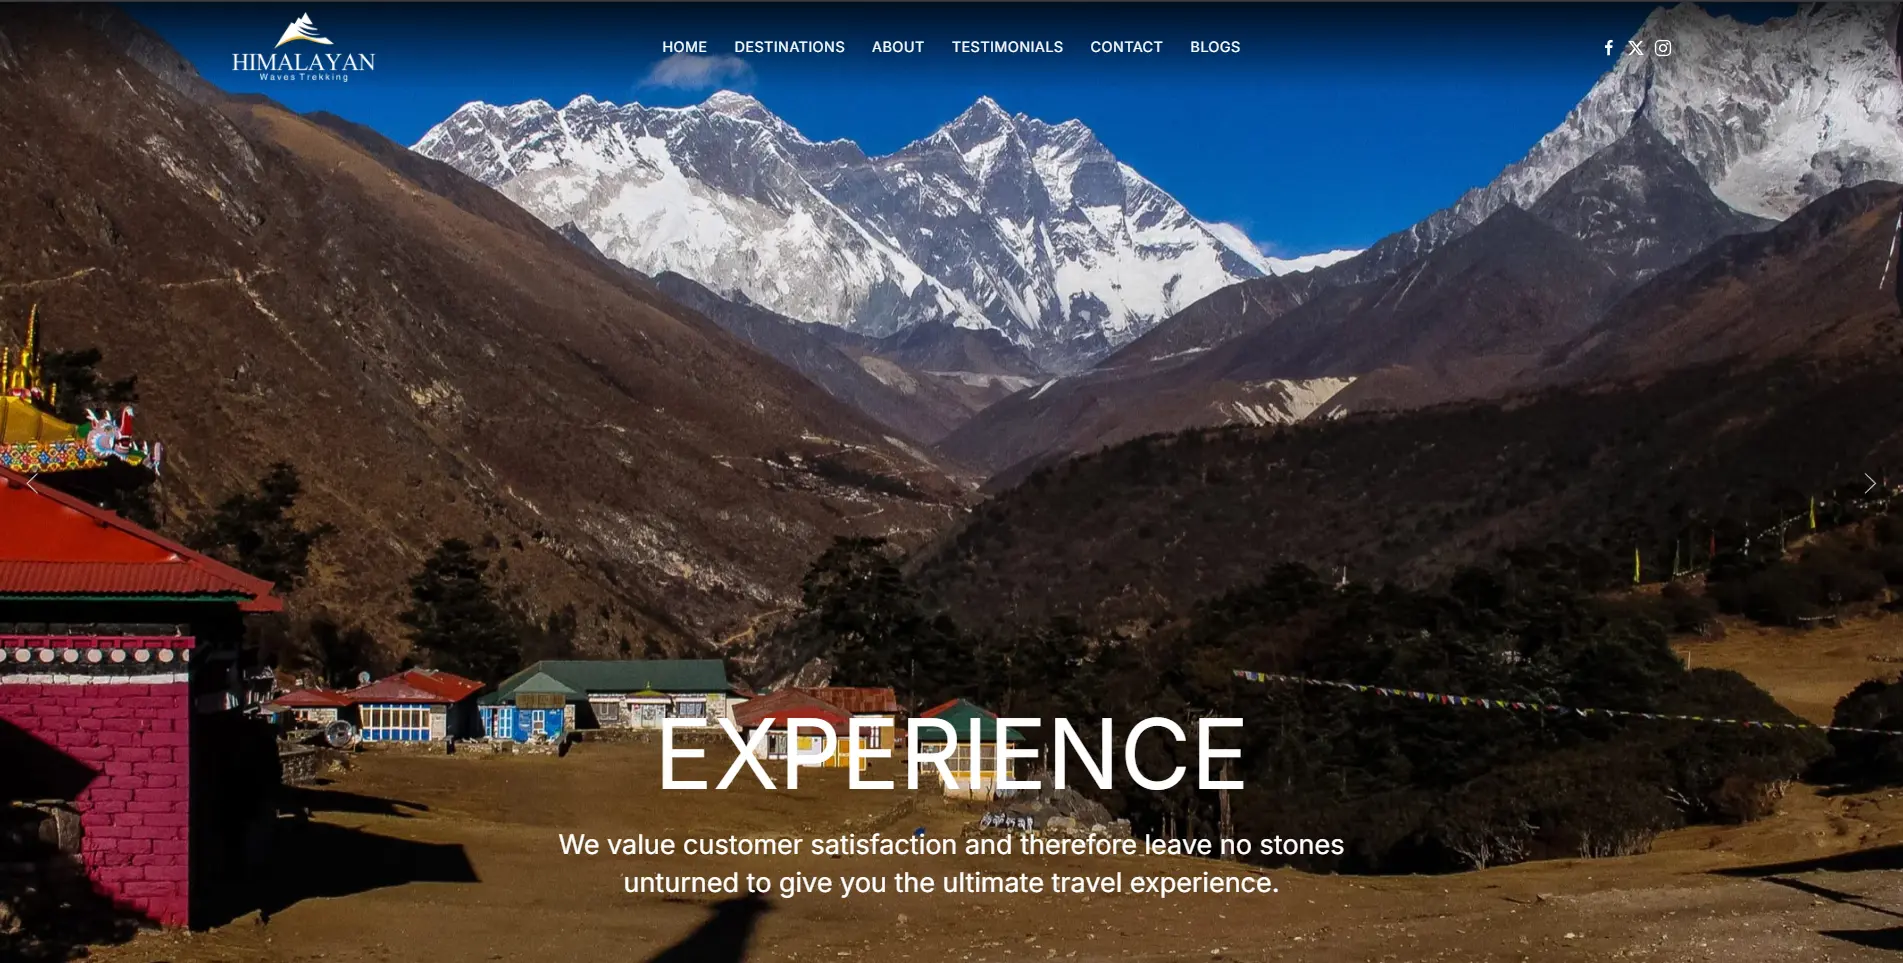 HIMALAYAN
Waves Trekking
HOME DESTINATIONS ABOUT TESTIMONIALS CONTACT BLOGS
EXPERIENCE
We value customer satisfaction and therefore leave no stones
unturned to give you the ultimate travel experience.